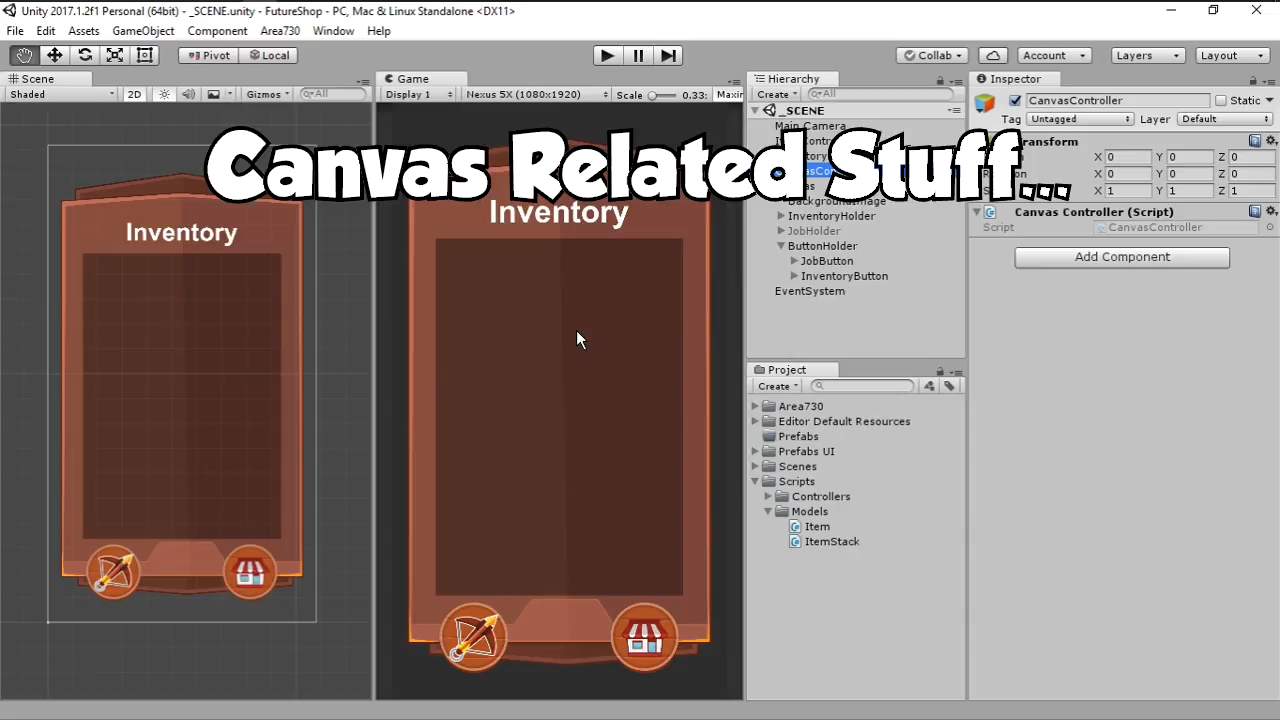 Unity 2017.1.2f1 Personal (64bit) - _SCENE.unity - FutureShop - PC, Mac & Linux Standalone <DX11>
File Edit Assets GameObject Component Area730 Window Help
Pivot Local Collab Account Layers Layout
Scene
Shaded 2D Gizmos All
Game
Display 1 Nexus 5X (1080x1920) Scale 0.33: Maxin
Hierarchy
Create All
_SCENE
Main Camera
BackgroundImage
InventoryHolder
JobHolder
ButtonHolder
JobButton
InventoryButton
EventSystem
Project
Create
Area730
Editor Default Resources
Prefabs
Prefabs UI
Scenes
Scripts
Controllers
Models
Item
ItemStack
Inspector
CanvasController Static
Tag Untagged Layer Default
Transform
X 0 Y 0 Z 0
X 0 Y 0 Z 0
X 1 Y 1 Z 1
Canvas Controller (Script)
Script CanvasController
Add Component
Canvas Related Stuff...
Inventory
Inventory